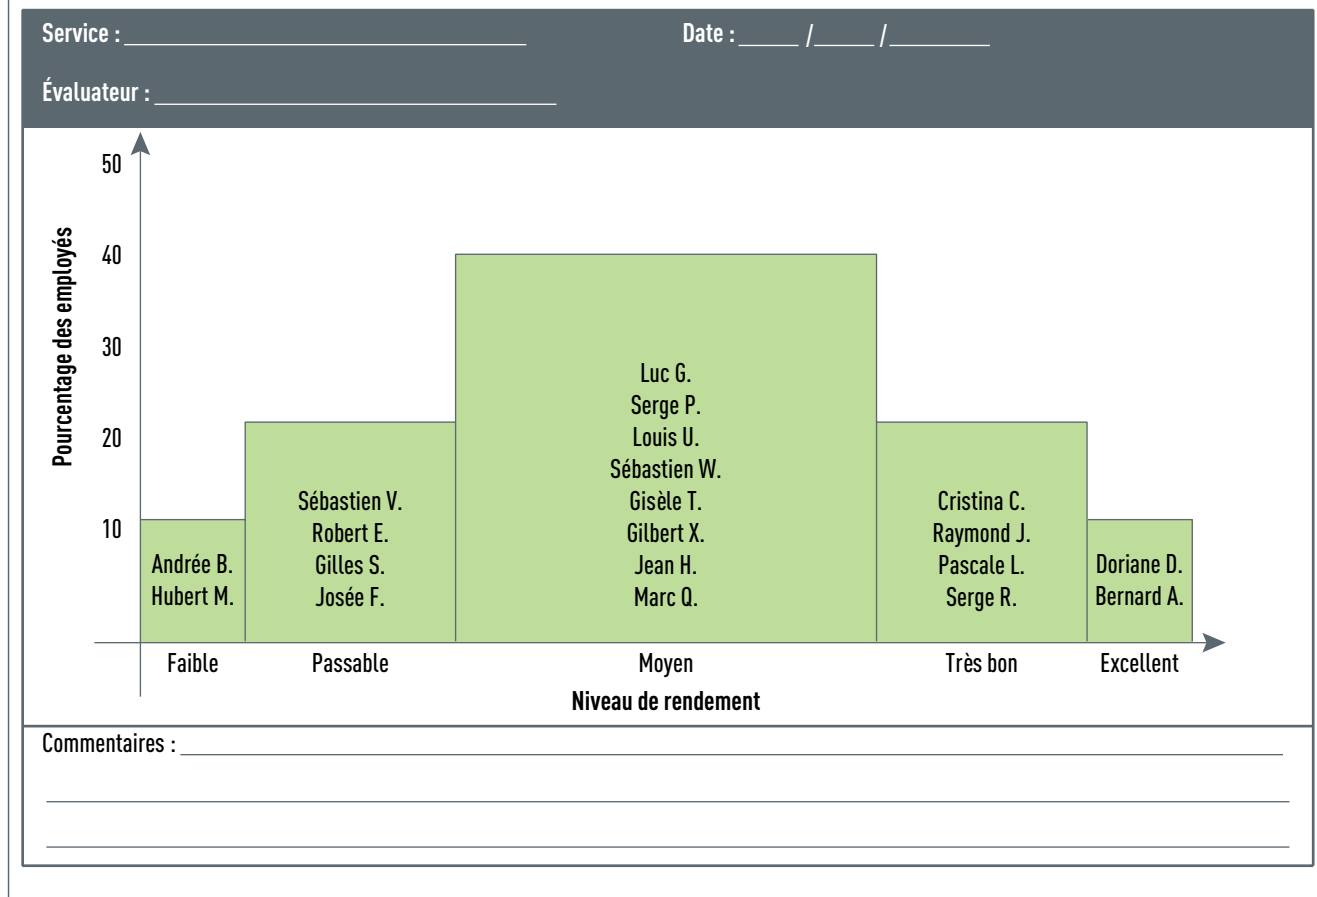 Service :
Date : / /
Évaluateur :
50
40
30
20
10
Pourcentage des employés
Andrée B.
Hubert M.
Sébastien V.
Robert E.
Gilles S.
Josée F.
Luc G.
Serge P.
Louis U.
Sébastien W.
Gisèle T.
Gilbert X.
Jean H.
Marc Q.
Cristina C.
Raymond J.
Pascale L.
Serge R.
Doriane D.
Bernard A.
Faible
Passable
Moyen
Très bon
Excellent
Niveau de rendement
Commentaires :